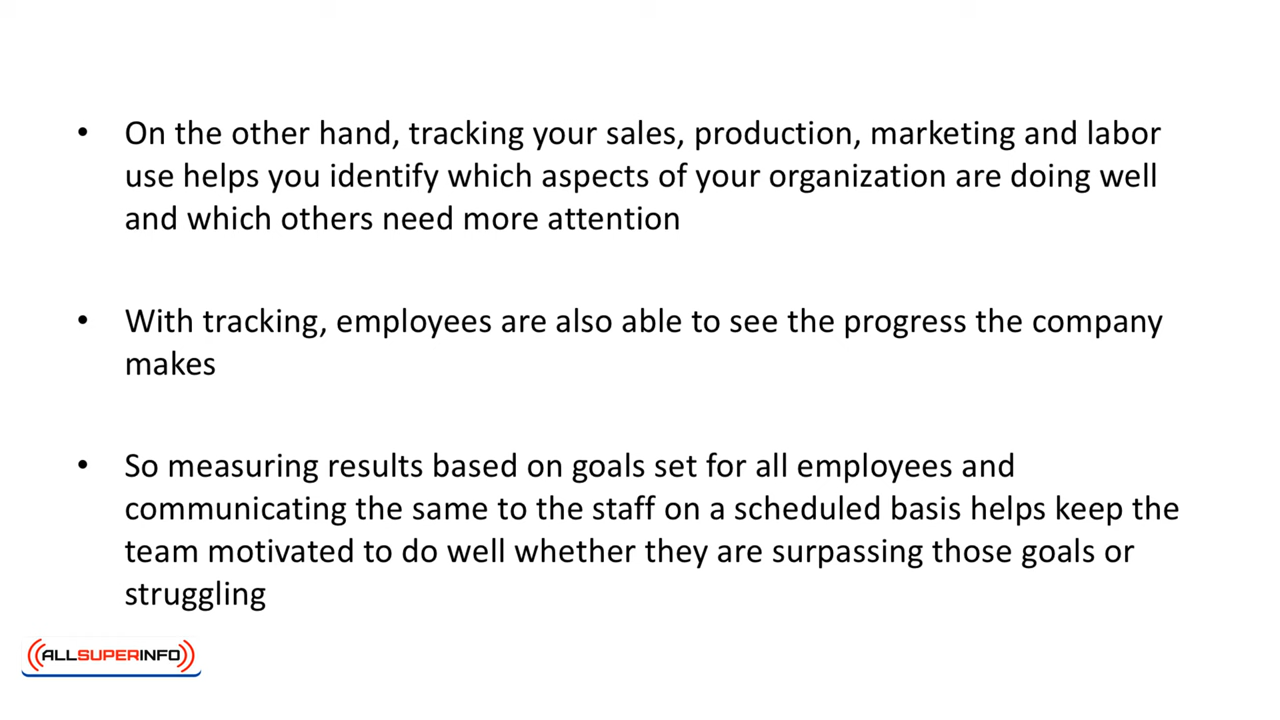 • On the other hand, tracking your sales, production, marketing and labor
use helps you identify which aspects of your organization are doing well
and which others need more attention
• With tracking, employees are also able to see the progress the company
makes
• So measuring results based on goals set for all employees and
communicating the same to the staff on a scheduled basis helps keep the
team motivated to do well whether they are surpassing those goals or
struggling
((ALLSUPERINFO))